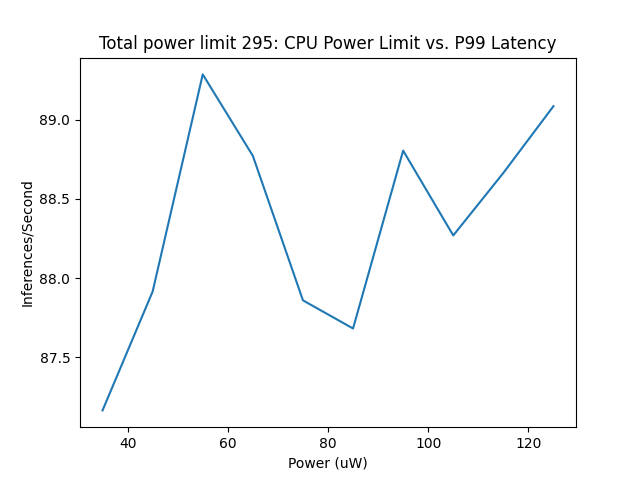 Total power limit 295: CPU Power Limit vs. P99 Latency
89.0
88.5
88.0
87.5
Inferences/Second
40 60 80 100 120
Power (uW)